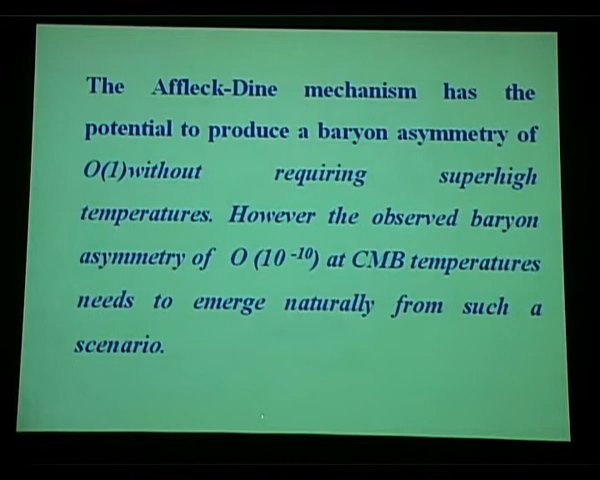 The Affleck-Dine mechanism has the
potential to produce a baryon asymmetry of
O(1)without requiring superhigh
temperatures. However the observed baryon
asymmetry of O (10 -10) at CMB temperatures
needs to emerge naturally from such a
scenario.